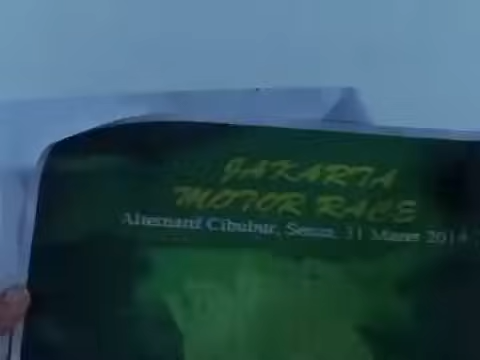 JAKARTA
MOTOR RACE
Alternatif Cibubur, Senin, 31 Maret 2014